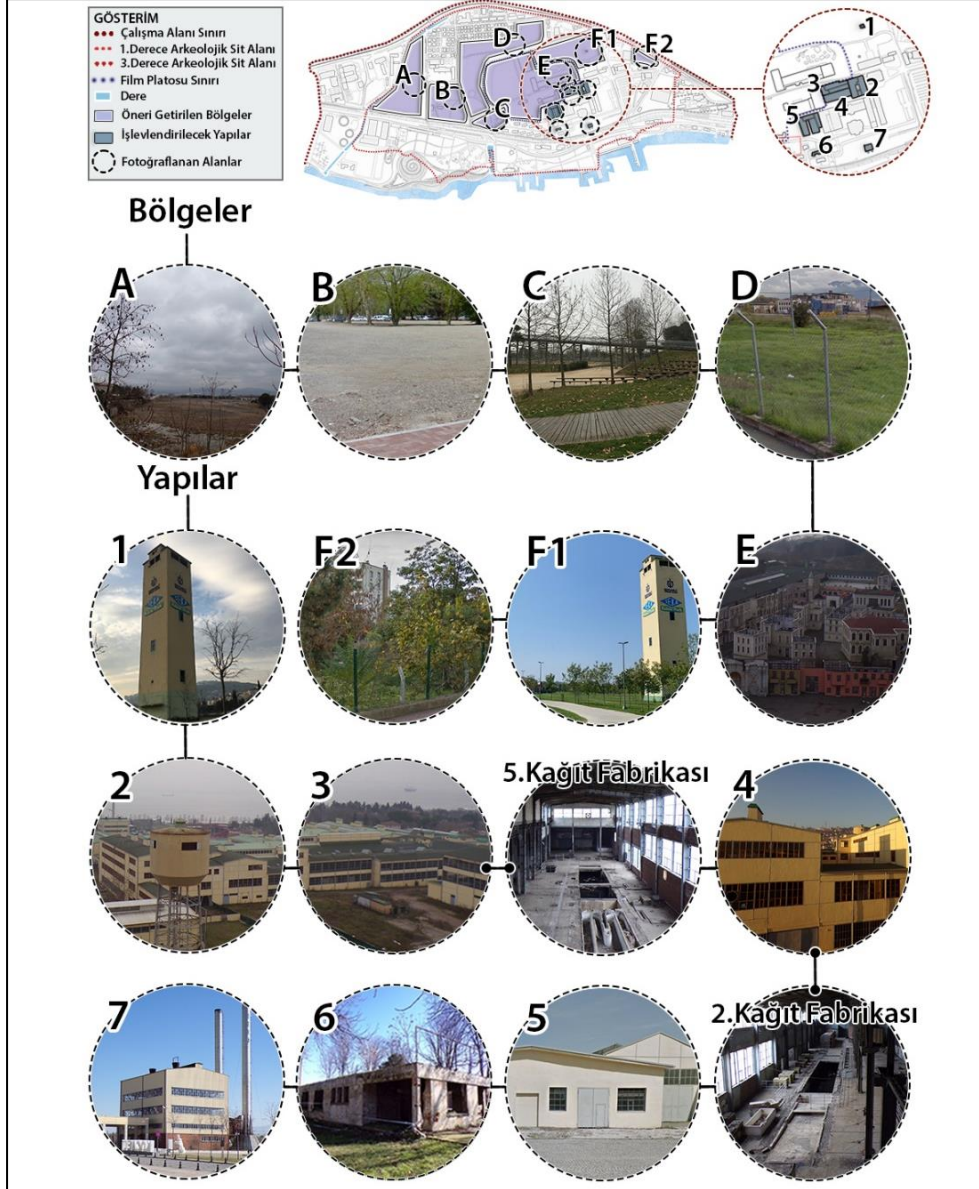 GÖSTERİM
Çalışma Alanı Sınırı
1.Derece Arkeolojik Sit Alanı
3.Derece Arkeolojik Sit Alanı
Film Platosu Sınırı
Dere
Öneri Getirilen Bölgeler
İşlevlendirilecek Yapılar
Fotoğraflanan Alanlar
A
B
C
D
E
F1
F2
1
2
3
4
5
6
7
Bölgeler
A
B
C
D
Yapılar
1
F2
F1
E
2
3
5.Kağıt Fabrikası
4
7
6
5
2.Kağıt Fabrikası